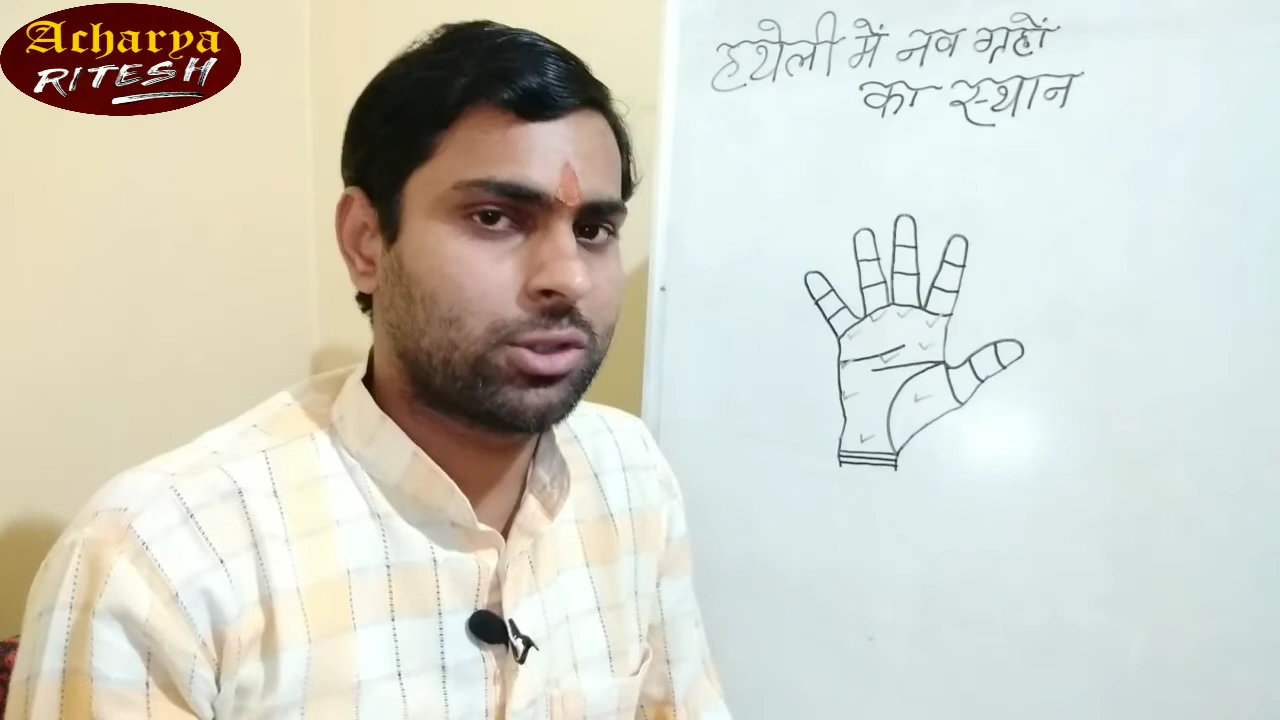 Acharya
RITESH
हथेली में नव ग्रहों
का स्थान